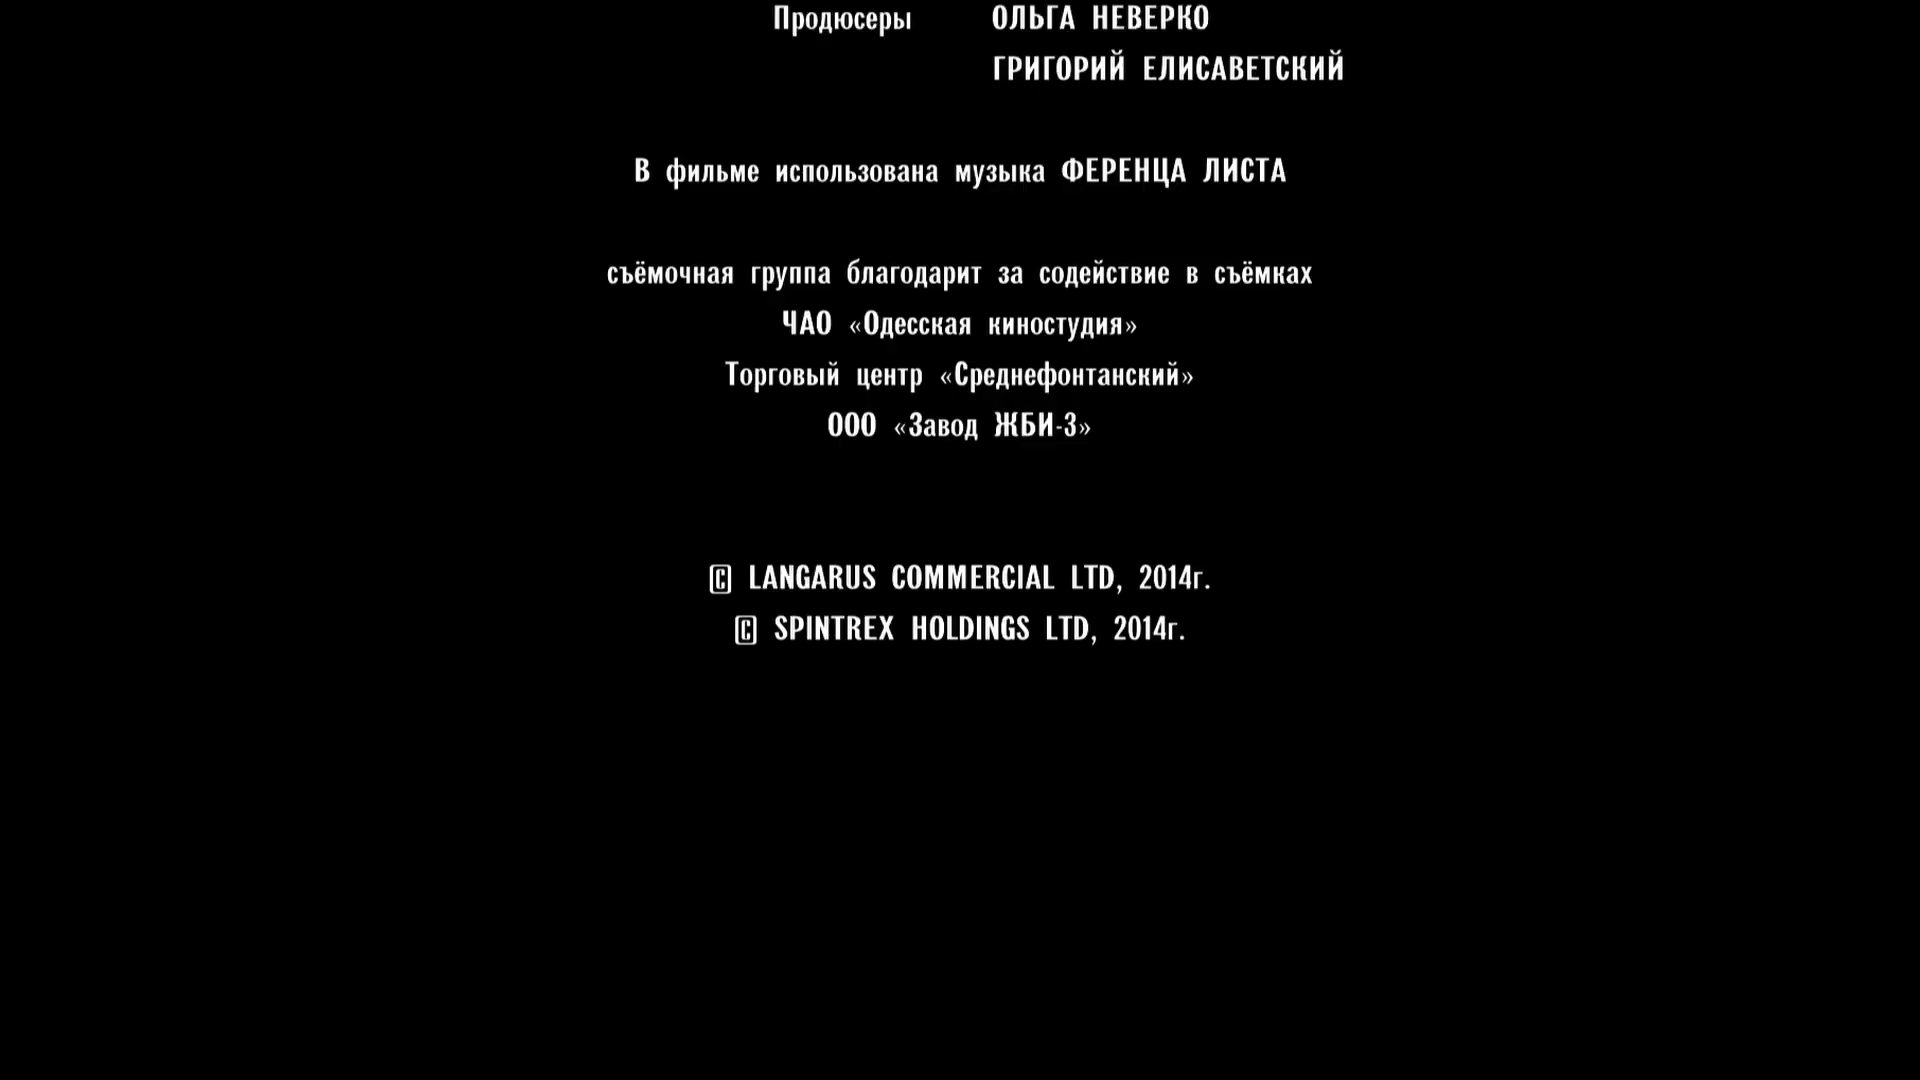 Продюсеры ОЛЬГА НЕВЕРКО
ГРИГОРИЙ ЕЛИСАВЕТСКИЙ
В фильме использована музыка ФЕРЕНЦА ЛИСТА
съёмочная группа благодарит за содействие в съёмках
ЧАО «Одесская киностудия»
Торговый центр «Среднефонтанский»
ООО «Завод ЖБИ-3»
© LANGARUS COMMERCIAL LTD, 2014г.
© SPINTREX HOLDINGS LTD, 2014г.